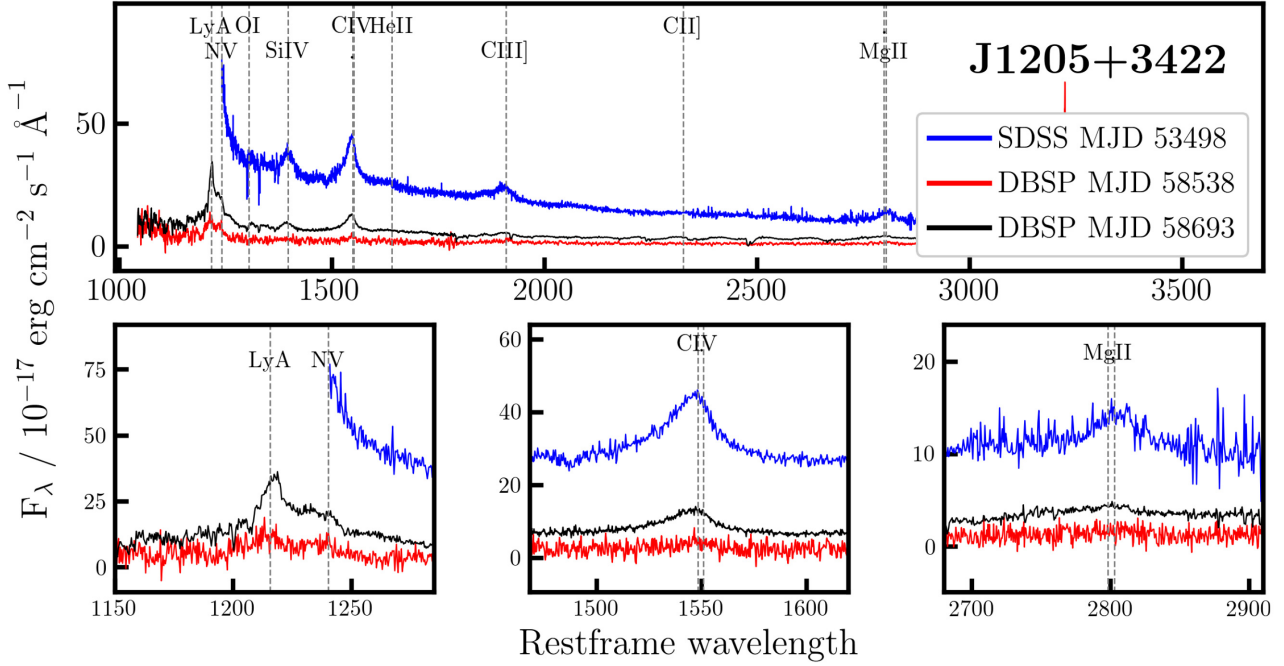 LyA OI CIV HeII
NV SiIV CIII] CII] MgII
J1205+3422
SDSS MJD 53498
DBSP MJD 58538
DBSP MJD 58693
50
0
1000 1500 2000 2500 3000 3500
F_λ / 10^{-17} erg cm^{-2} s^{-1} Å^{-1}
LyA NV
75
50
25
0
1150 1200 1250
CIV
60
40
20
0
1500 1550 1600
MgII
20
10
0
2700 2800 2900
Restframe wavelength